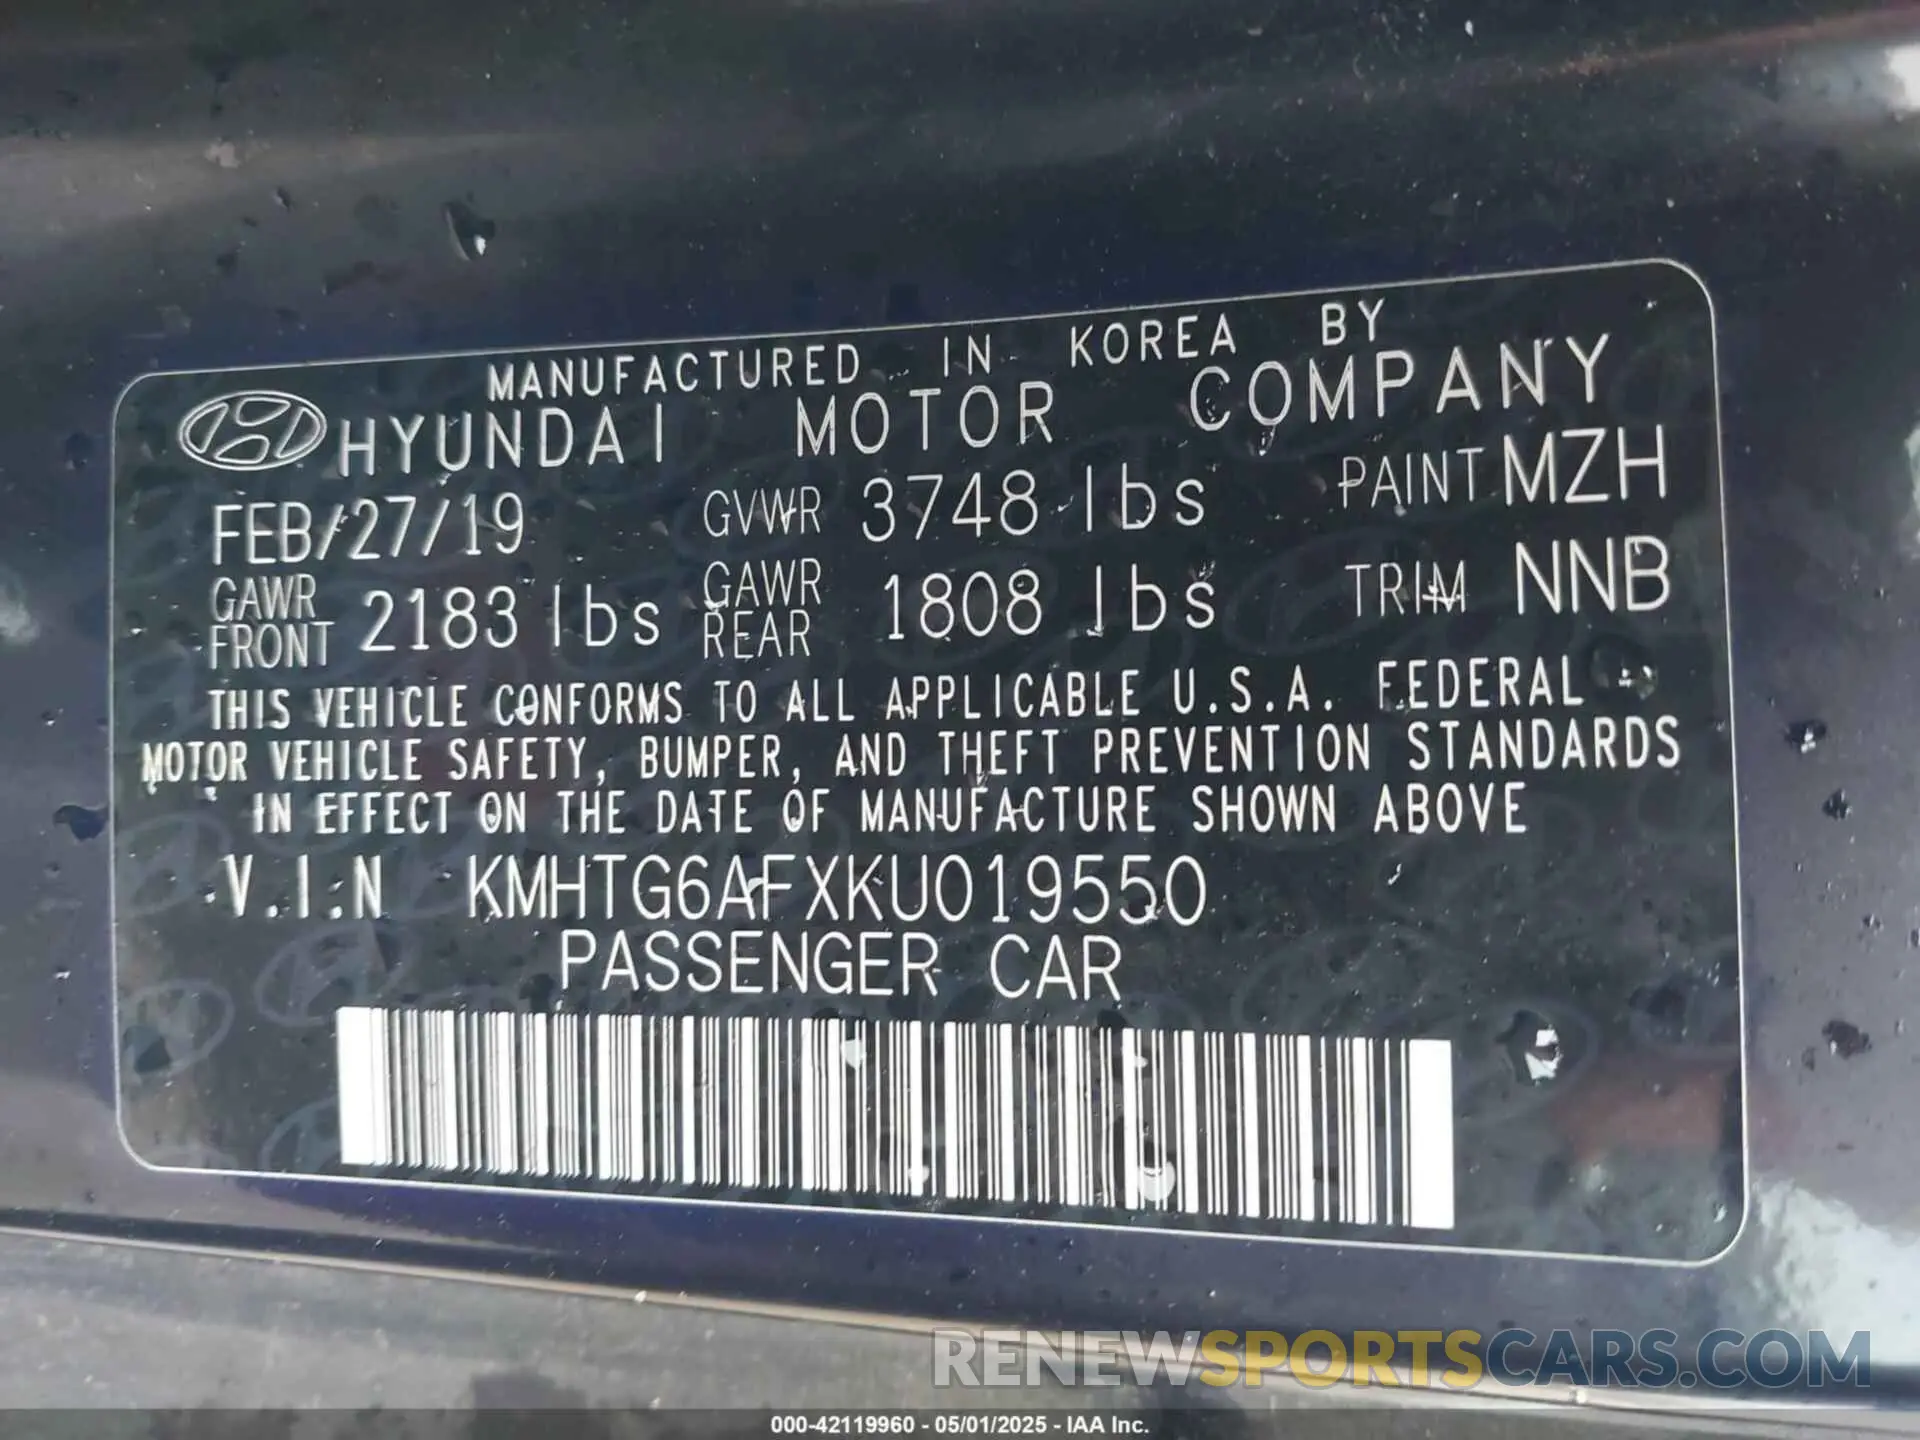 MANUFACTURED IN KOREA BY
HYUNDAI MOTOR COMPANY
FEB/27/19 GVWR 3748 lbs PAINT MZH
GAWR FRONT 2183 lbs GAWR REAR 1808 lbs TRIM NNB
THIS VEHICLE CONFORMS TO ALL APPLICABLE U.S.A. FEDERAL
MOTOR VEHICLE SAFETY, BUMPER, AND THEFT PREVENTION STANDARDS
IN EFFECT ON THE DATE OF MANUFACTURE SHOWN ABOVE
V.I.N KMHTG6AFXKU019550
PASSENGER CAR
RENEWSPORTSCARS.COM
000-42119960 - 05/01/2025 - IAA Inc.